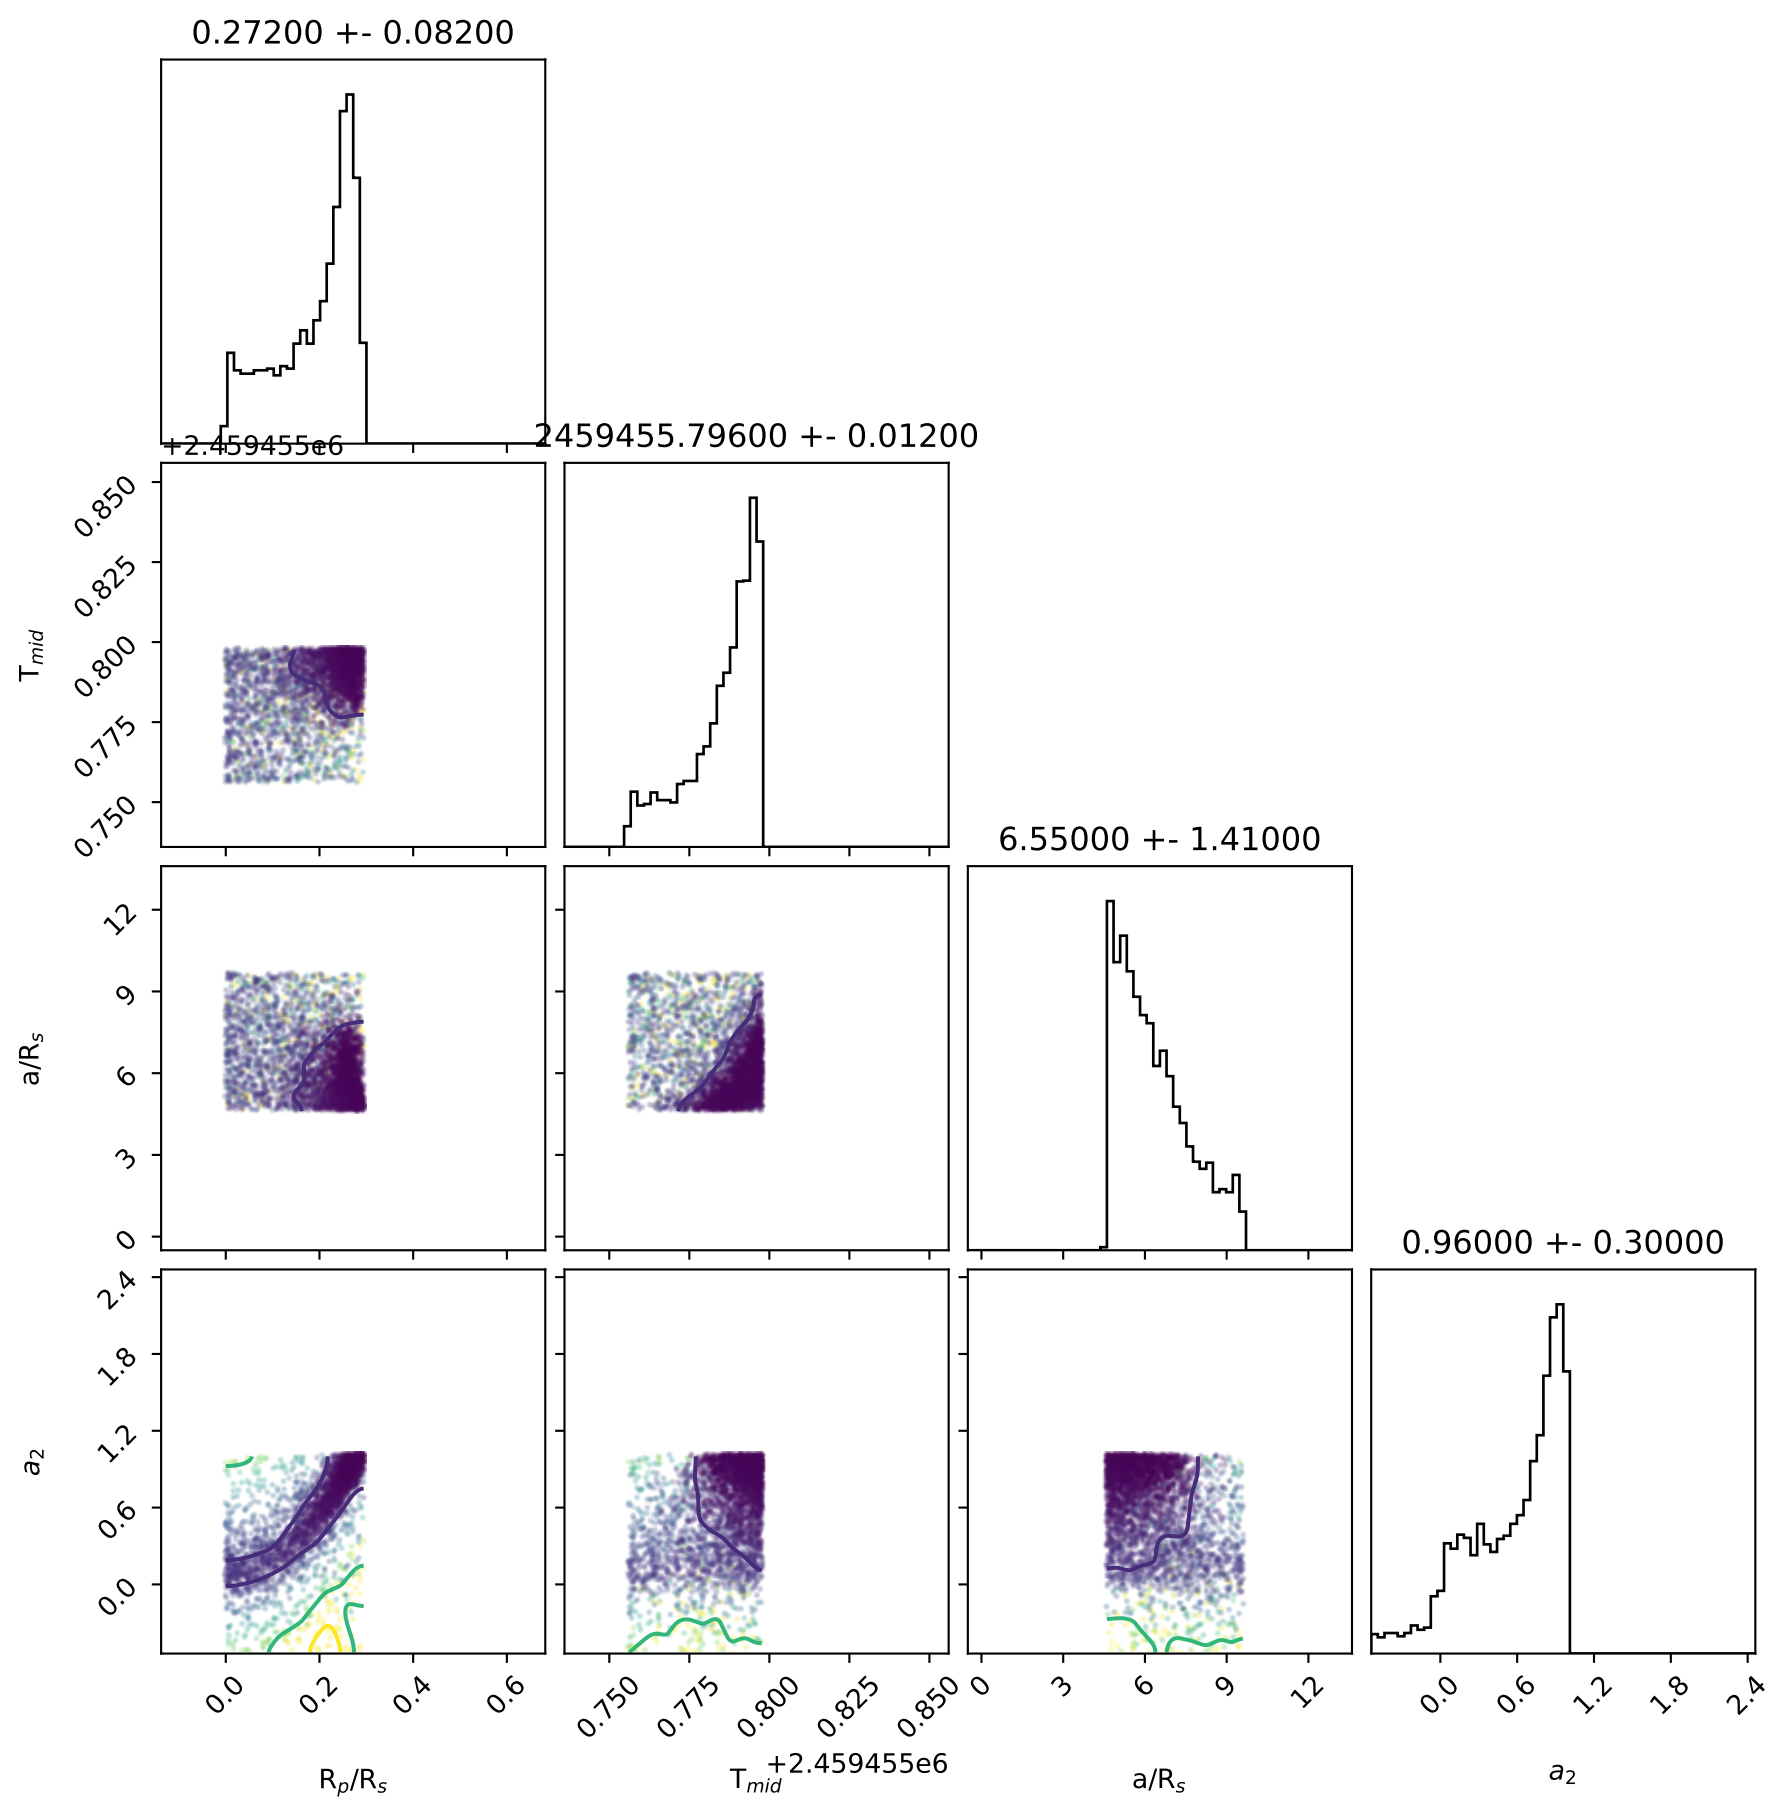 0.27200 +- 0.08200
+2.459455e6
2459455.79600 +- 0.01200
0.850
0.825
0.800
0.775
0.750
T_mid
6.55000 +- 1.41000
12
9
6
3
0
a/R_s
0.96000 +- 0.30000
2.4
1.8
1.2
0.6
0.0
a_2
0.0 0.2 0.4 0.6
0.750 0.775 0.800 0.825 0.850
0 3 6 9 12
0.0 0.6 1.2 1.8 2.4
+2.459455e6
R_p/R_s
T_mid
a/R_s
a_2